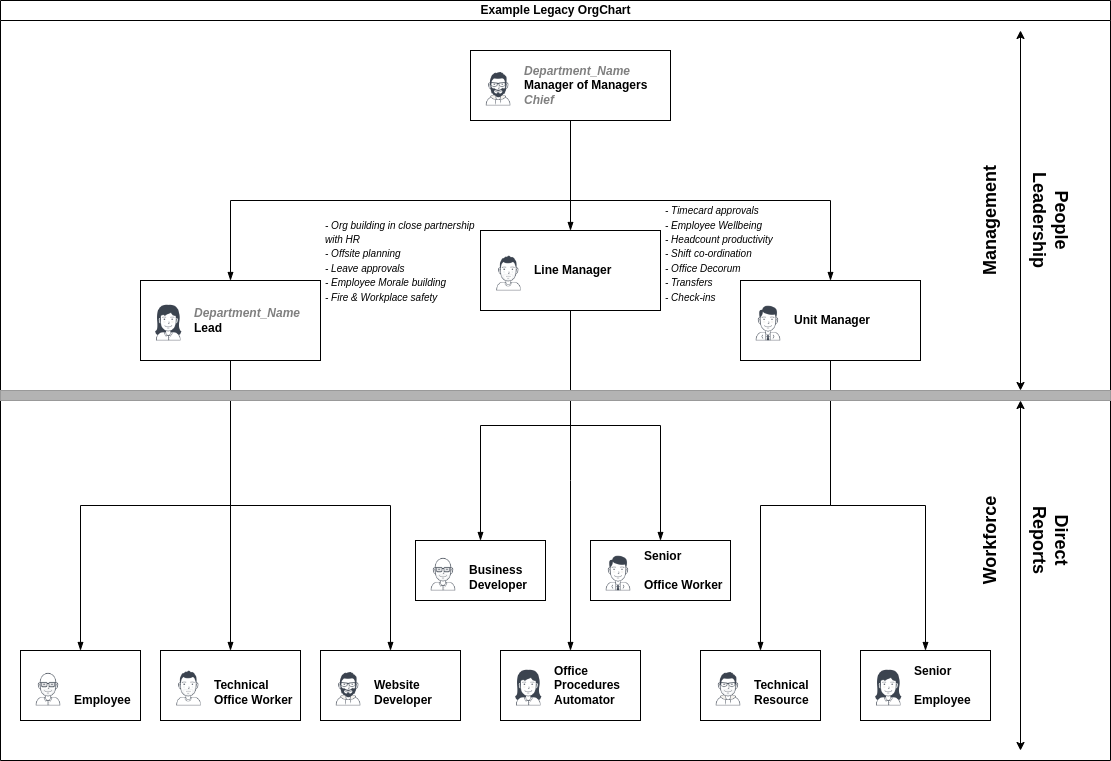 Example Legacy OrgChart
Department_Name
Manager of Managers
Chief
- Org building in close partnership
with HR
- Offsite planning
- Leave approvals
- Employee Morale building
- Fire & Workplace safety
Line Manager
- Timecard approvals
- Employee Wellbeing
- Headcount productivity
- Shift co-ordination
- Office Decorum
- Transfers
- Check-ins
Department_Name
Lead
Unit Manager
Management
People
Leadership
Business
Developer
Senior
Office Worker
Workforce
Direct
Reports
Employee
Technical
Office Worker
Website
Developer
Office
Procedures
Automator
Technical
Resource
Senior
Employee